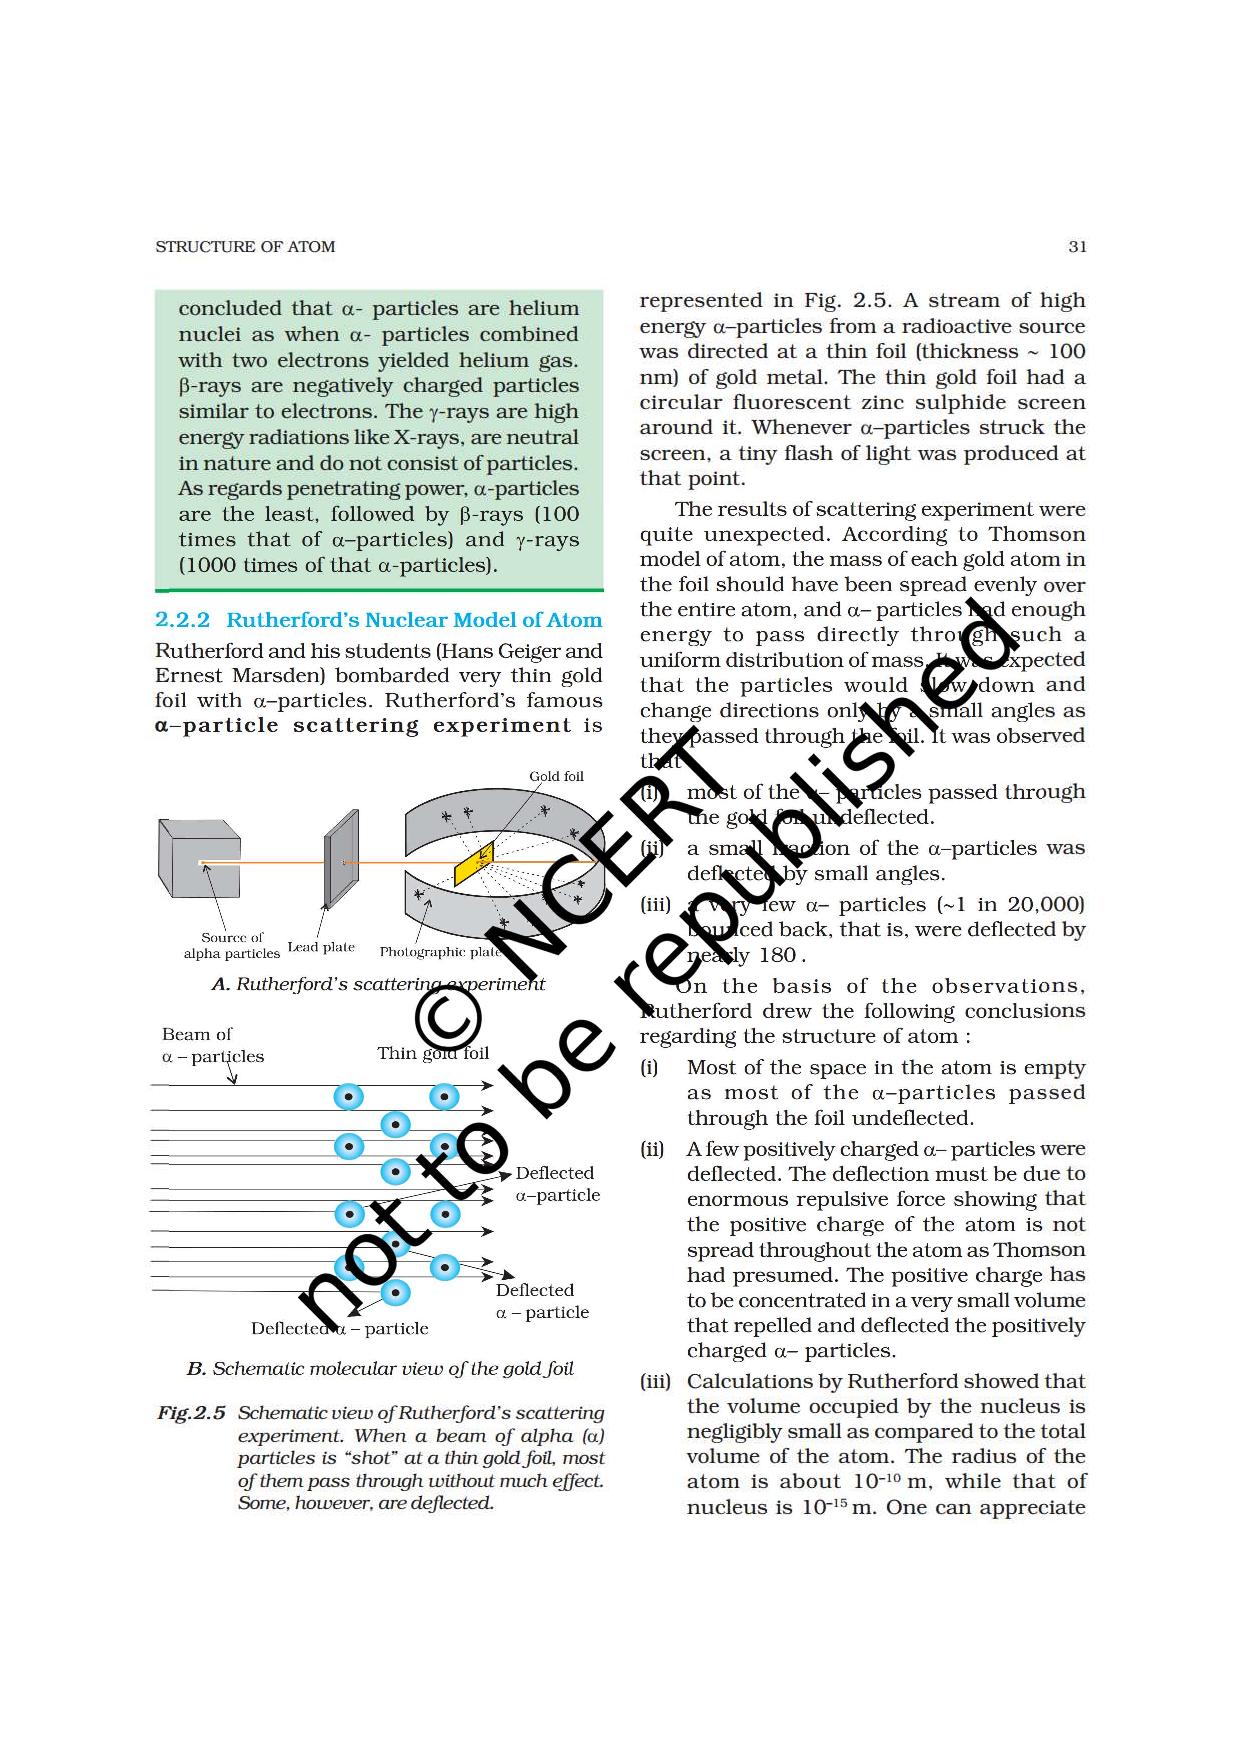 STRUCTURE OF ATOM
31
concluded that α- particles are helium
nuclei as when α- particles combined
with two electrons yielded helium gas.
β-rays are negatively charged particles
similar to electrons. The γ-rays are high
energy radiations like X-rays, are neutral
in nature and do not consist of particles.
As regards penetrating power, α-particles
are the least, followed by β-rays (100
times that of α–particles) and γ-rays
(1000 times of that α-particles).
2.2.2 Rutherford's Nuclear Model of Atom
Rutherford and his students (Hans Geiger and
Ernest Marsden) bombarded very thin gold
foil with α–particles. Rutherford's famous
α–particle scattering experiment is
Gold foil
Source of
alpha particles
Lead plate
Photographic plate
A. Rutherford's scattering experiment
Beam of
α – particles
Thin gold foil
Deflected
α–particle
Deflected
α – particle
Deflected α – particle
B. Schematic molecular view of the gold foil
Fig.2.5 Schematic view of Rutherford's scattering
experiment. When a beam of alpha (α)
particles is "shot" at a thin gold foil, most
of them pass through without much effect.
Some, however, are deflected.
represented in Fig. 2.5. A stream of high
energy α–particles from a radioactive source
was directed at a thin foil (thickness ~ 100
nm) of gold metal. The thin gold foil had a
circular fluorescent zinc sulphide screen
around it. Whenever α–particles struck the
screen, a tiny flash of light was produced at
that point.
The results of scattering experiment were
quite unexpected. According to Thomson
model of atom, the mass of each gold atom in
the foil should have been spread evenly over
the entire atom, and α– particles had enough
energy to pass directly through such a
uniform distribution of mass. It was expected
that the particles would slow down and
change directions only by a small angles as
they passed through the foil. It was observed
that
(i) most of the α– particles passed through
the gold foil undeflected.
(ii) a small fraction of the α–particles was
deflected by small angles.
(iii) a very few α– particles (~1 in 20,000)
bounced back, that is, were deflected by
nearly 180 .
On the basis of the observations,
Rutherford drew the following conclusions
regarding the structure of atom :
(i) Most of the space in the atom is empty
as most of the α–particles passed
through the foil undeflected.
(ii) A few positively charged α– particles were
deflected. The deflection must be due to
enormous repulsive force showing that
the positive charge of the atom is not
spread throughout the atom as Thomson
had presumed. The positive charge has
to be concentrated in a very small volume
that repelled and deflected the positively
charged α– particles.
(iii) Calculations by Rutherford showed that
the volume occupied by the nucleus is
negligibly small as compared to the total
volume of the atom. The radius of the
atom is about 10⁻¹⁰ m, while that of
nucleus is 10⁻¹⁵ m. One can appreciate
© NCERT
not to be republished